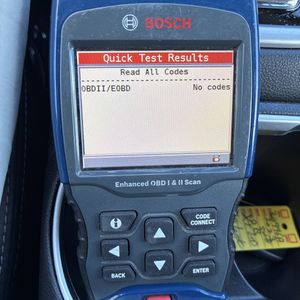 BOSCH
Quick Test Results
Read All Codes
OBDII/EOBD No codes
Enhanced OBD I & II Scan
CODE
CONNECT
BACK
ENTER